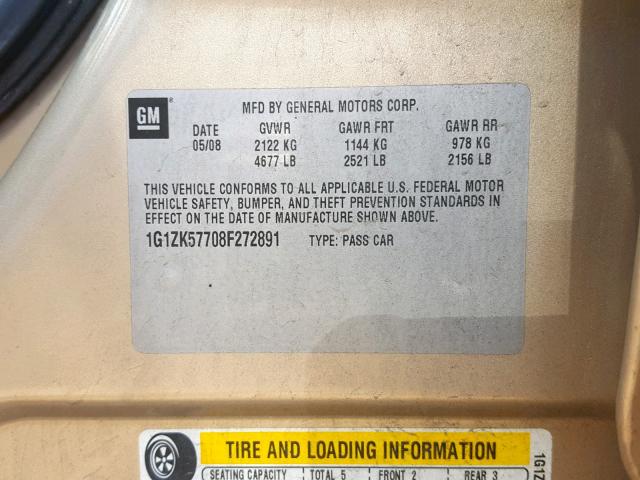 GM ® MFD BY GENERAL MOTORS CORP.
DATE GVWR GAWR FRT GAWR RR
05/08 2122 KG 1144 KG 978 KG
4677 LB 2521 LB 2156 LB
THIS VEHICLE CONFORMS TO ALL APPLICABLE U.S. FEDERAL MOTOR
VEHICLE SAFETY, BUMPER, AND THEFT PREVENTION STANDARDS IN
EFFECT ON THE DATE OF MANUFACTURE SHOWN ABOVE.
1G1ZK57708F272891 TYPE: PASS CAR
TIRE AND LOADING INFORMATION
SEATING CAPACITY TOTAL 5 FRONT 2 REAR 3
1G1Z